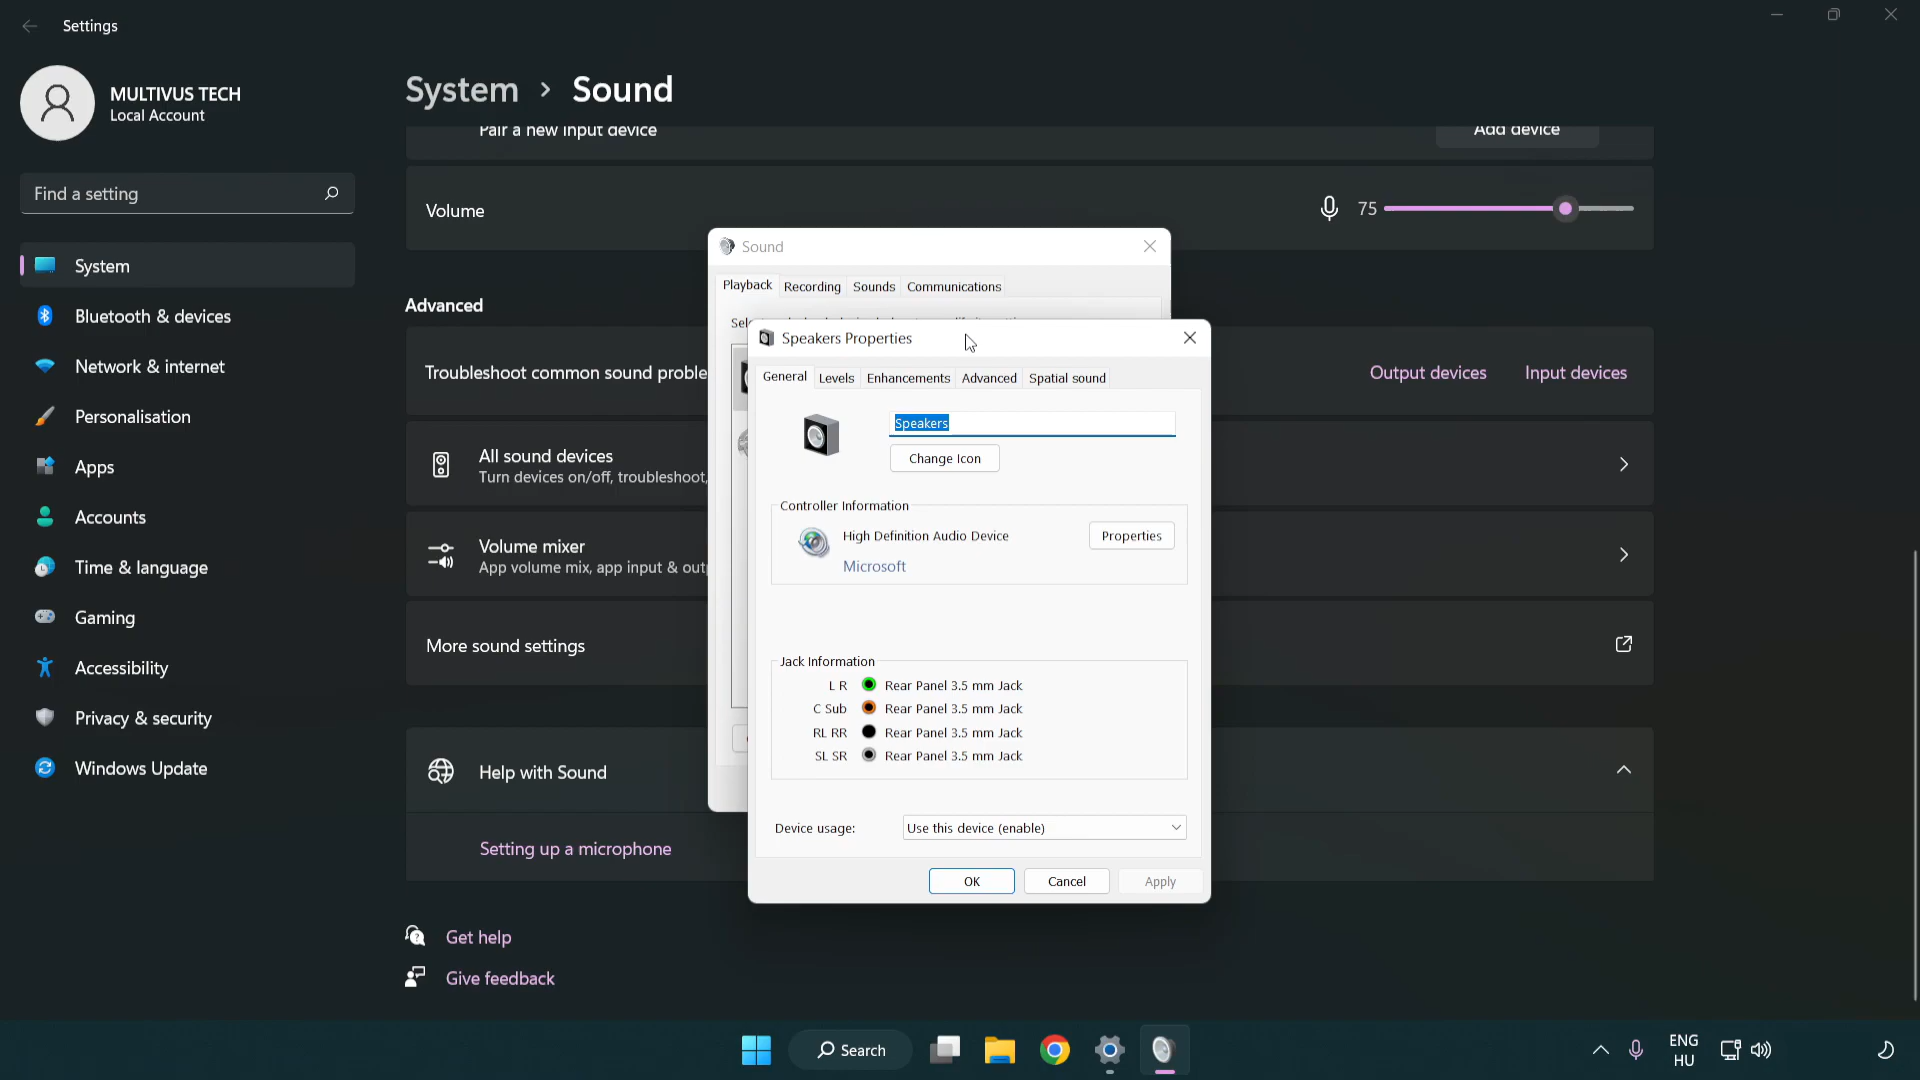 Settings
MULTIVUS TECH
Local Account
Find a setting
System
Bluetooth & devices
Network & internet
Personalisation
Apps
Accounts
Time & language
Gaming
Accessibility
Privacy & security
Windows Update
System › Sound
Pair a new input device
Add device
Volume
75
Advanced
Troubleshoot common sound proble
Output devices
Input devices
All sound devices
Turn devices on/off, troubleshoot,
Volume mixer
App volume mix, app input & outp
More sound settings
Help with Sound
Setting up a microphone
Get help
Give feedback
Sound
Playback
Recording
Sounds
Communications
Speakers Properties
General
Levels
Enhancements
Advanced
Spatial sound
Speakers
Change Icon
Controller Information
High Definition Audio Device
Properties
Microsoft
Jack Information
L R Rear Panel 3.5 mm Jack
C Sub Rear Panel 3.5 mm Jack
RL RR Rear Panel 3.5 mm Jack
SL SR Rear Panel 3.5 mm Jack
Device usage:
Use this device (enable)
OK
Cancel
Apply
Search
ENG
HU